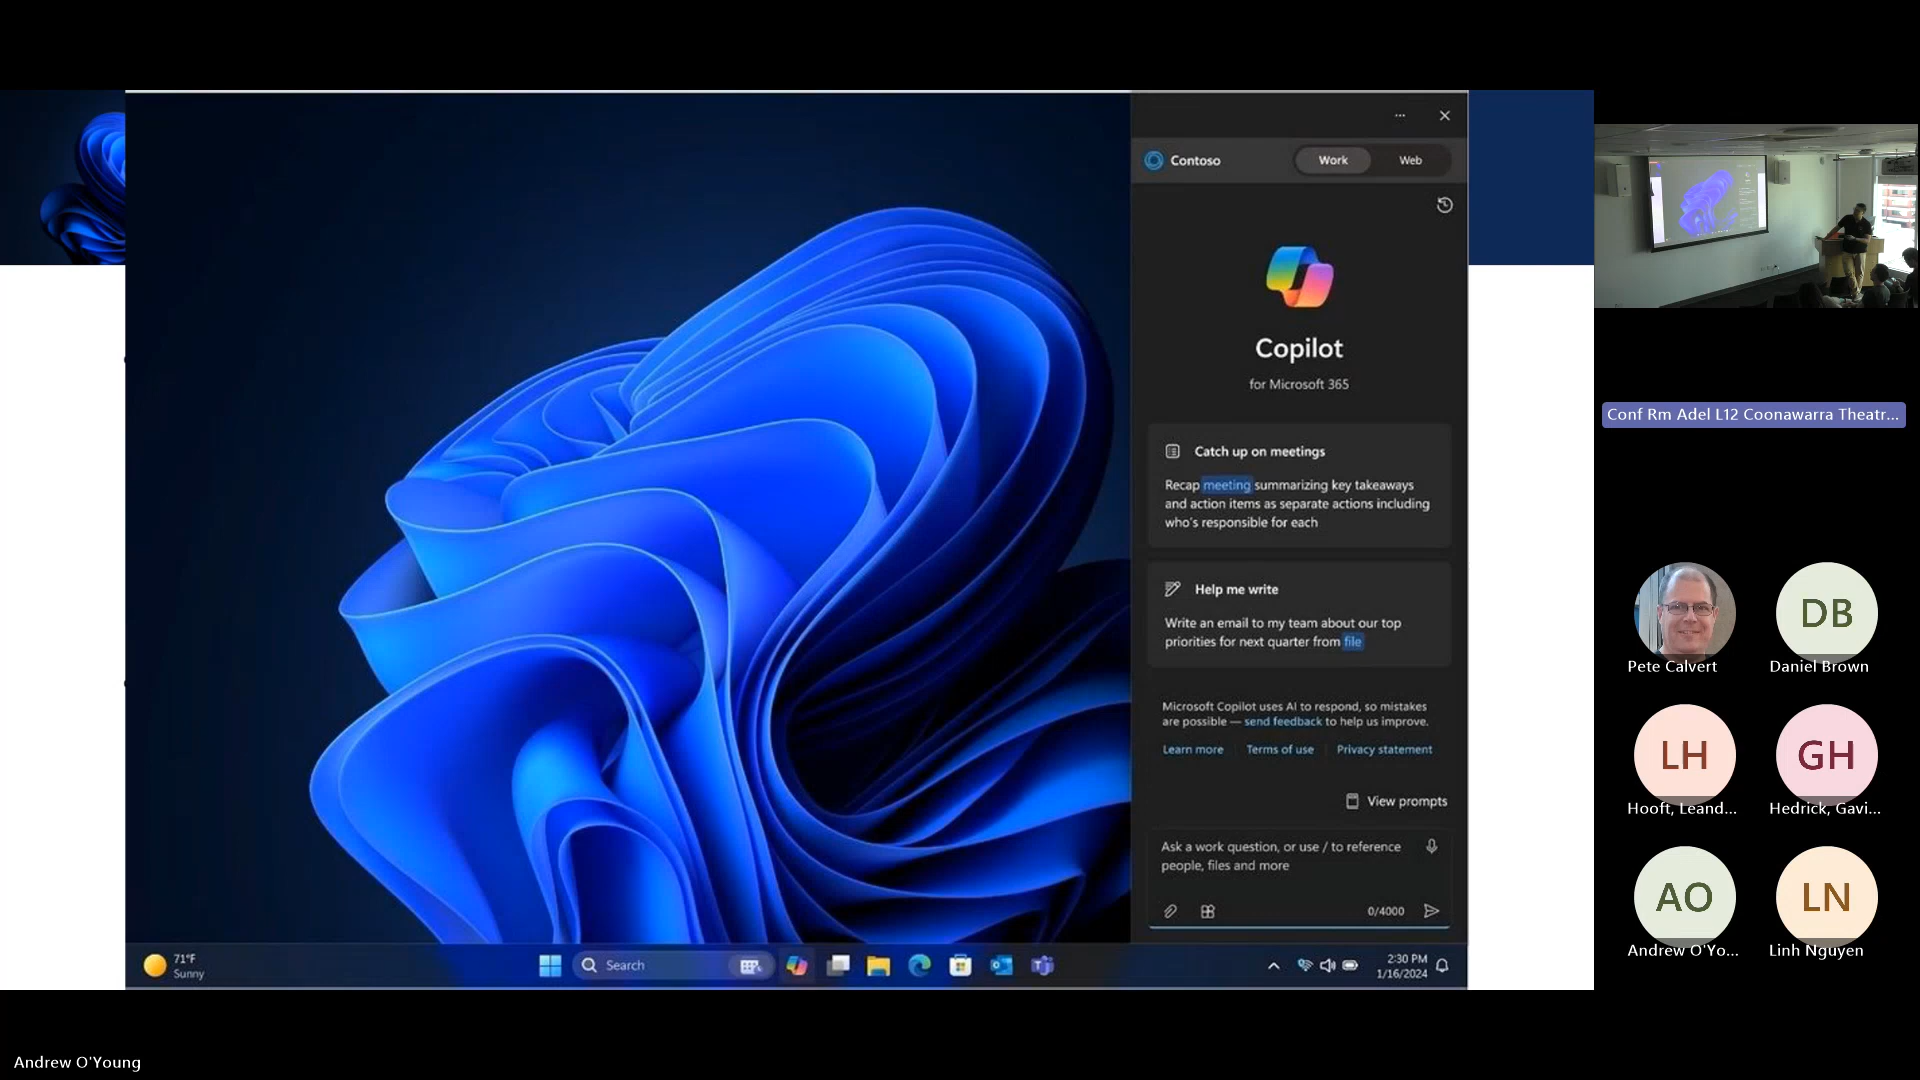 Contoso
Work
Web
Copilot
for Microsoft 365
Catch up on meetings
Recap meeting summarizing key takeaways
and action items as separate actions including
who's responsible for each
Help me write
Write an email to my team about our top
priorities for next quarter from file
Microsoft Copilot uses AI to respond, so mistakes
are possible — send feedback to help us improve.
Learn more
Terms of use
Privacy statement
View prompts
Ask a work question, or use / to reference
people, files and more
0/4000
71°F
Sunny
Search
2:30 PM
1/16/2024
Conf Rm Adel L12 Coonawarra Theatr...
Pete Calvert
DB
Daniel Brown
LH
Hooft, Leand...
GH
Hedrick, Gavi...
AO
Andrew O'Yo...
LN
Linh Nguyen
Andrew O'Young